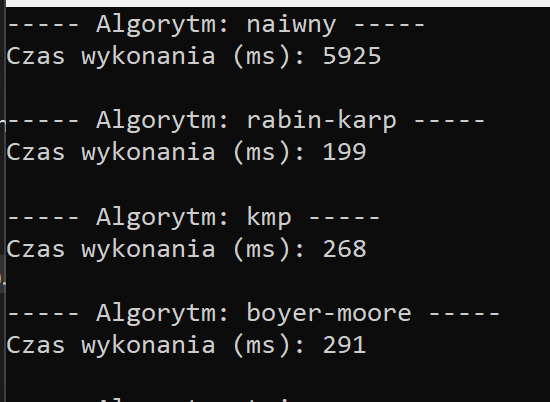 ----- Algorytm: naiwny -----
Czas wykonania (ms): 5925
----- Algorytm: rabin-karp -----
Czas wykonania (ms): 199
----- Algorytm: kmp -----
Czas wykonania (ms): 268
----- Algorytm: boyer-moore -----
Czas wykonania (ms): 291